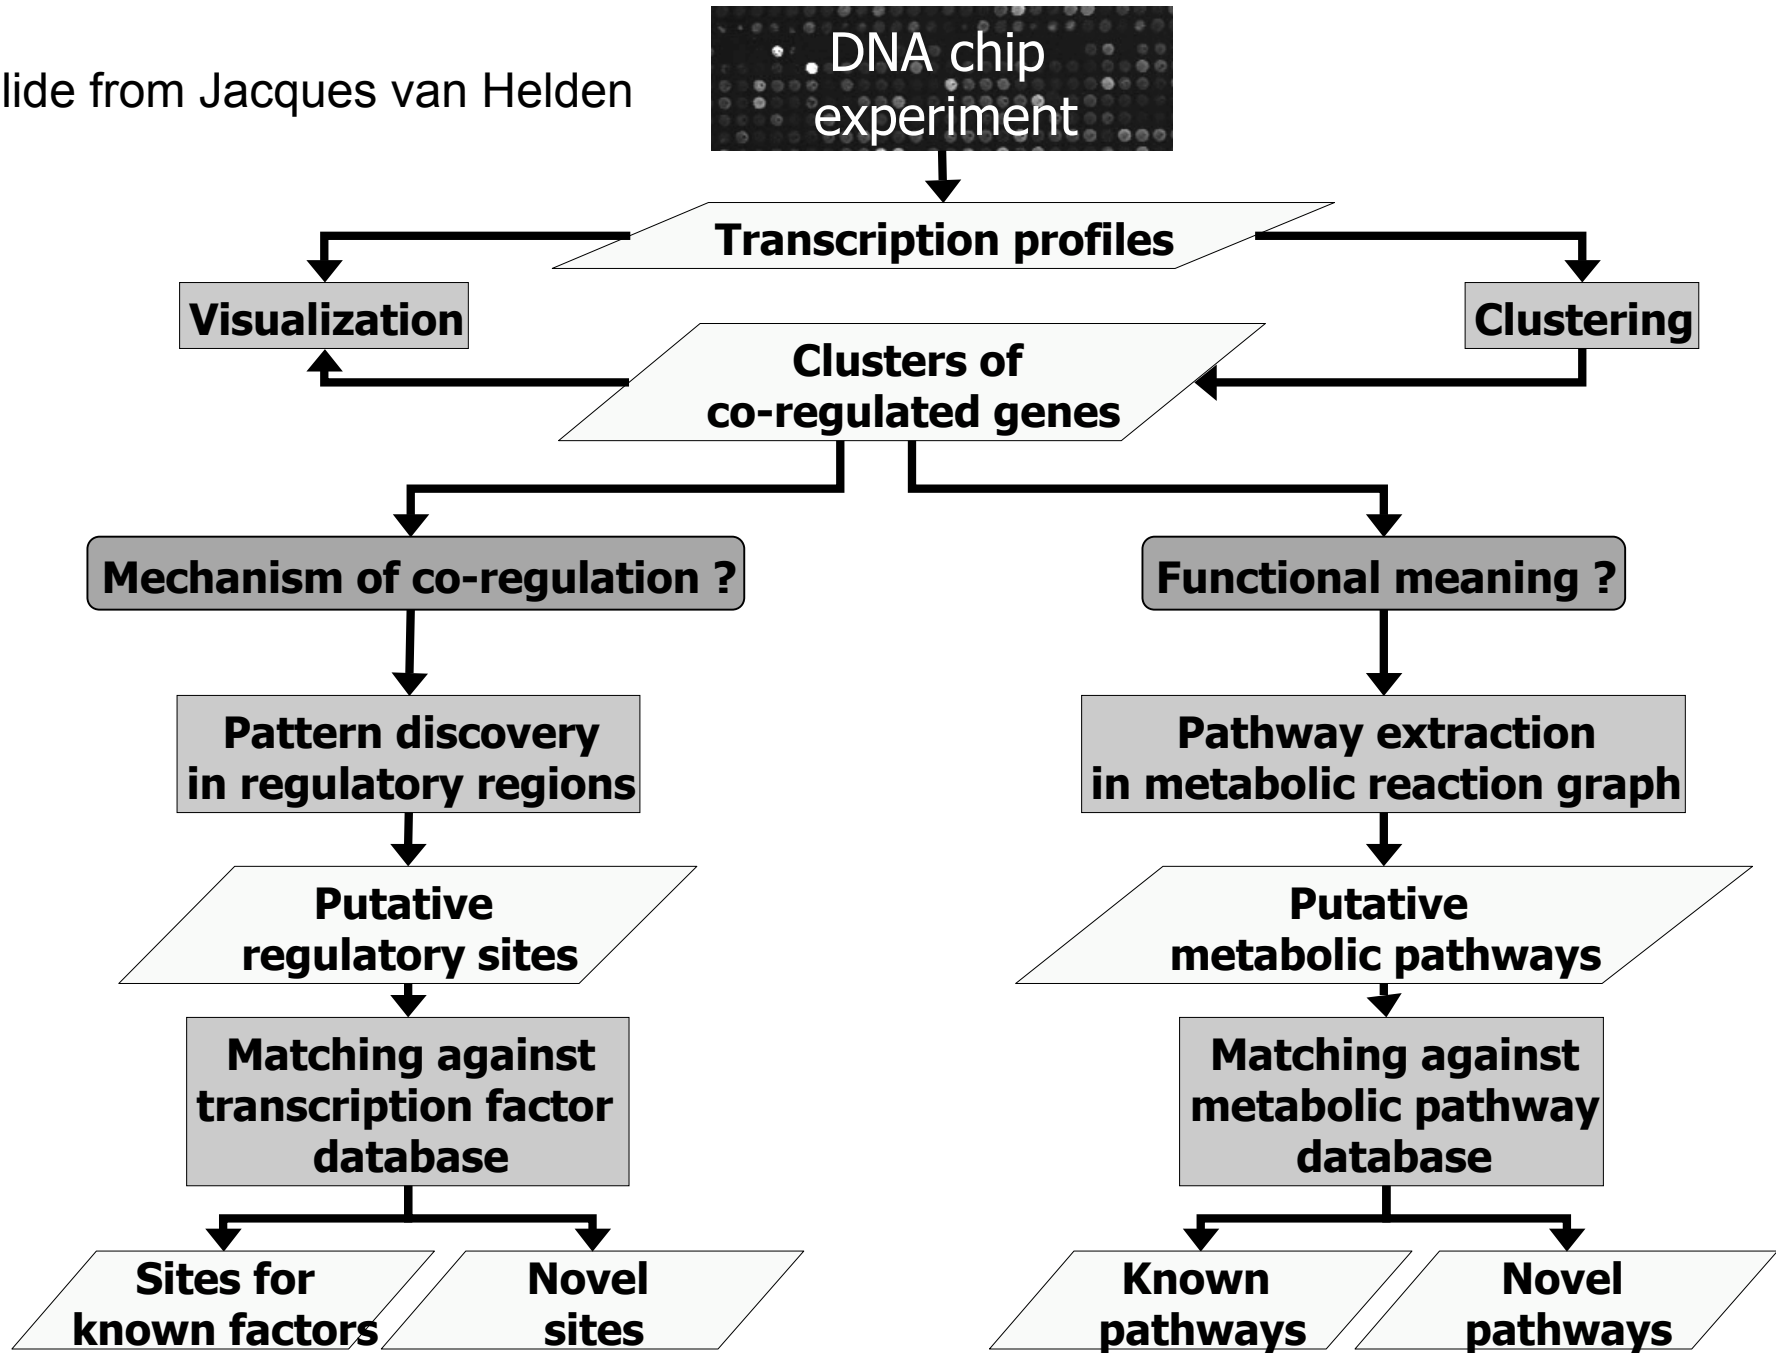 DNA chip
experiment
lide from Jacques van Helden
Transcription profiles
Visualization
Clustering
Clusters of
co-regulated genes
Mechanism of co-regulation ?
Functional meaning ?
Pattern discovery
in regulatory regions
Pathway extraction
in metabolic reaction graph
Putative
regulatory sites
Putative
metabolic pathways
Matching against
transcription factor
database
Matching against
metabolic pathway
database
Sites for
known factors
Novel
sites
Known
pathways
Novel
pathways